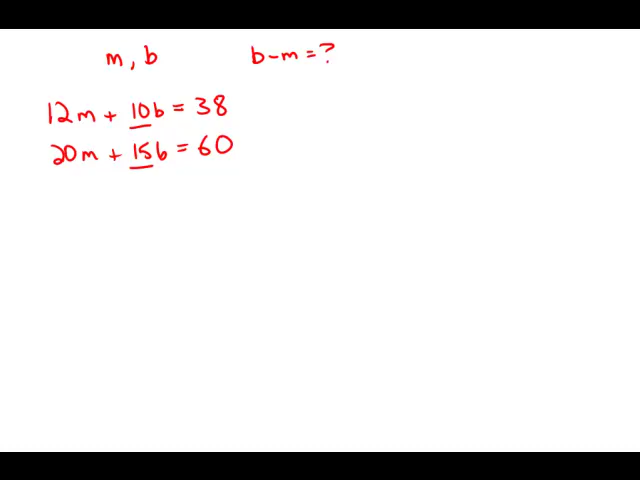 m, b b-m=?
12m + 10b = 38
20m + 15b = 60